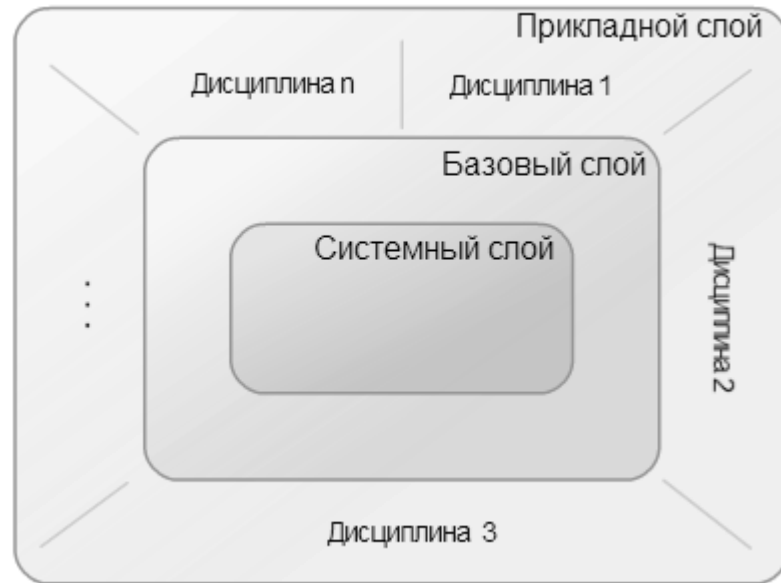 Прикладной слой
Дисциплина n
Дисциплина 1
Базовый слой
Системный слой
Дисциплина 2
. . .
Дисциплина 3